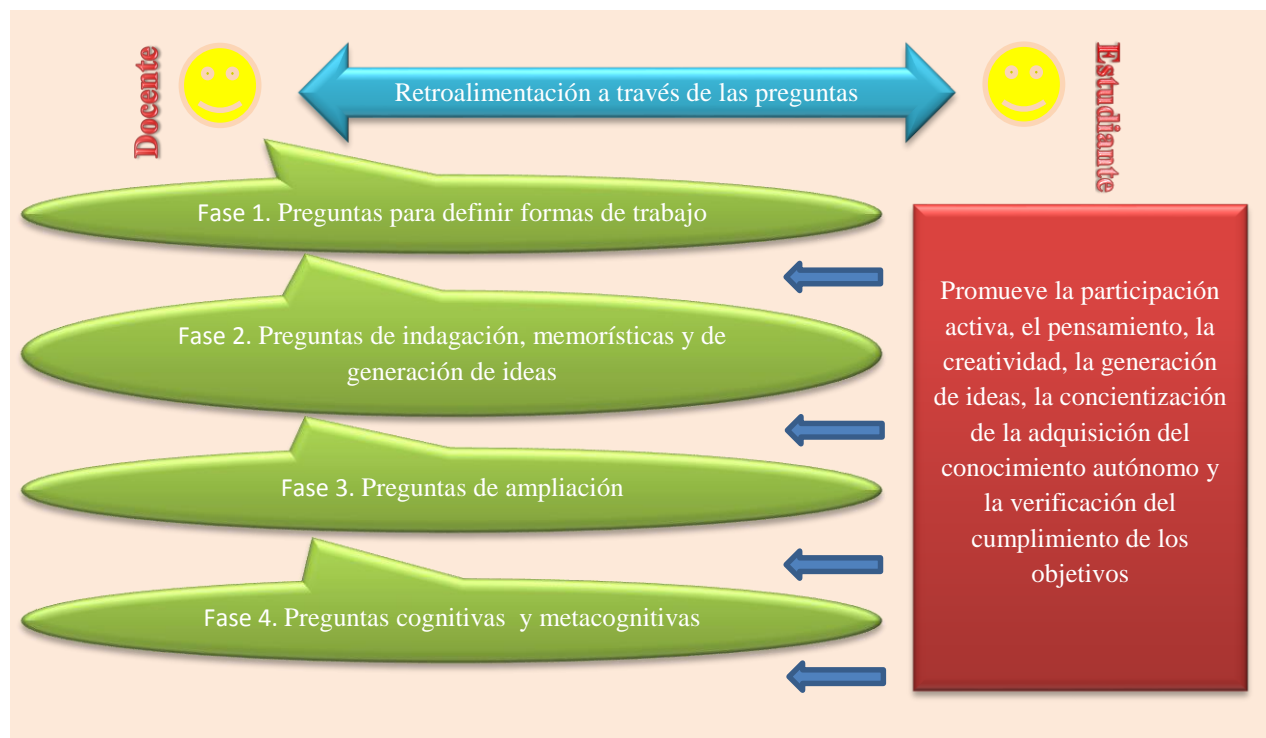 Docente
Retroalimentación a través de las preguntas
Estudiante
Fase 1. Preguntas para definir formas de trabajo
Fase 2. Preguntas de indagación, memorísticas y de
generación de ideas
Fase 3. Preguntas de ampliación
Fase 4. Preguntas cognitivas  y metacognitivas
Promueve la participación
activa, el pensamiento, la
creatividad, la generación
de ideas, la concientización
de la adquisición del
conocimiento autónomo y
la verificación del
cumplimiento de los
objetivos